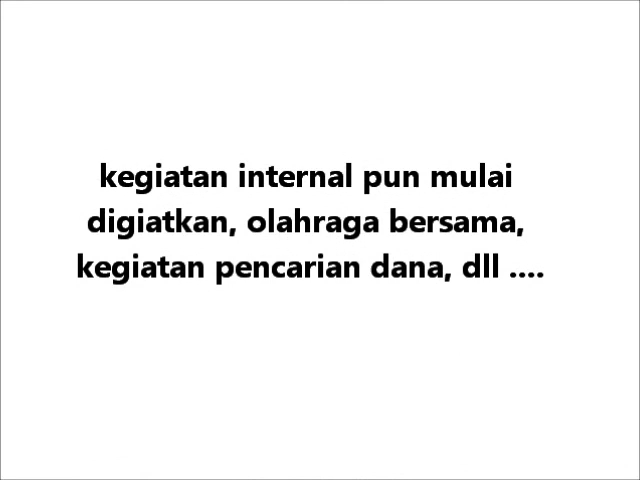 kegiatan internal pun mulai
digiatkan, olahraga bersama,
kegiatan pencarian dana, dll ....